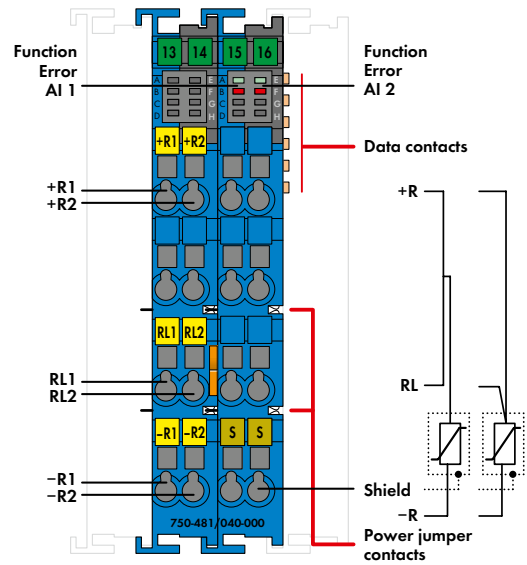 Function
Error
AI 1
13 14 15 16
Function
Error
AI 2
A E A E
B F B F
C G C G
D H D H
Data contacts
+R1 +R2
+R1
+R2
+R
RL1 RL2
RL1
RL2
RL
-R1 -R2 S S
–R1
–R2
Shield
–R
750-481/040-000
Power jumper
contacts